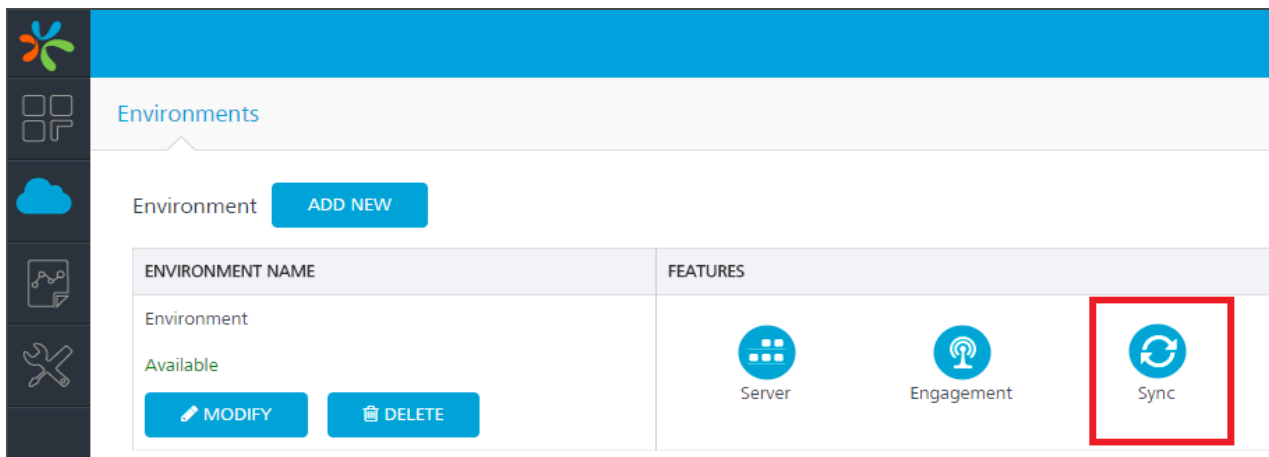 Environments
Environment ADD NEW
ENVIRONMENT NAME FEATURES
Environment
Available
Server Engagement Sync
MODIFY DELETE